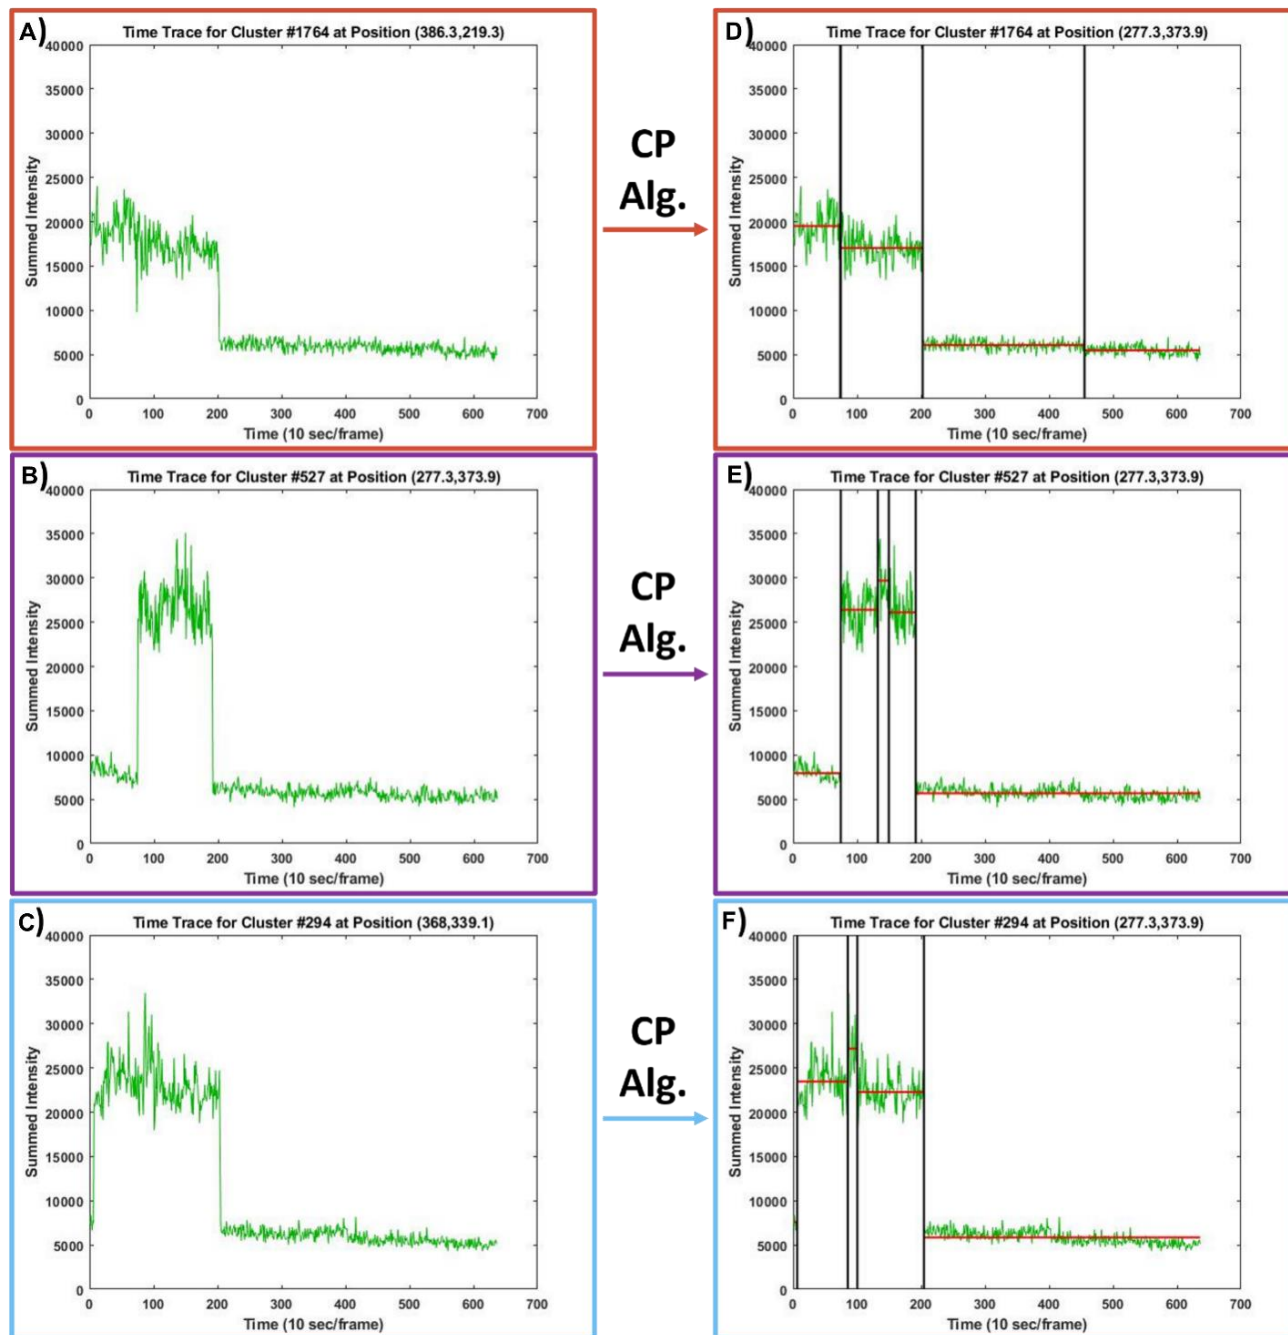 A)
Time Trace for Cluster #1764 at Position (386.3,219.3)
40000
35000
30000
25000
20000
15000
10000
5000
0
Summed Intensity
0 100 200 300 400 500 600 700
Time (10 sec/frame)
CP
Alg.
D)
Time Trace for Cluster #1764 at Position (277.3,373.9)
40000
35000
30000
25000
20000
15000
10000
5000
0
Summed Intensity
0 100 200 300 400 500 600 700
Time (10 sec/frame)
B)
Time Trace for Cluster #527 at Position (277.3,373.9)
40000
35000
30000
25000
20000
15000
10000
5000
0
Summed Intensity
0 100 200 300 400 500 600 700
Time (10 sec/frame)
CP
Alg.
E)
Time Trace for Cluster #527 at Position (277.3,373.9)
40000
35000
30000
25000
20000
15000
10000
5000
0
Summed Intensity
0 100 200 300 400 500 600 700
Time (10 sec/frame)
C)
Time Trace for Cluster #294 at Position (368,339.1)
40000
35000
30000
25000
20000
15000
10000
5000
0
Summed Intensity
0 100 200 300 400 500 600 700
Time (10 sec/frame)
CP
Alg.
F)
Time Trace for Cluster #294 at Position (277.3,373.9)
40000
35000
30000
25000
20000
15000
10000
5000
0
Summed Intensity
0 100 200 300 400 500 600 700
Time (10 sec/frame)